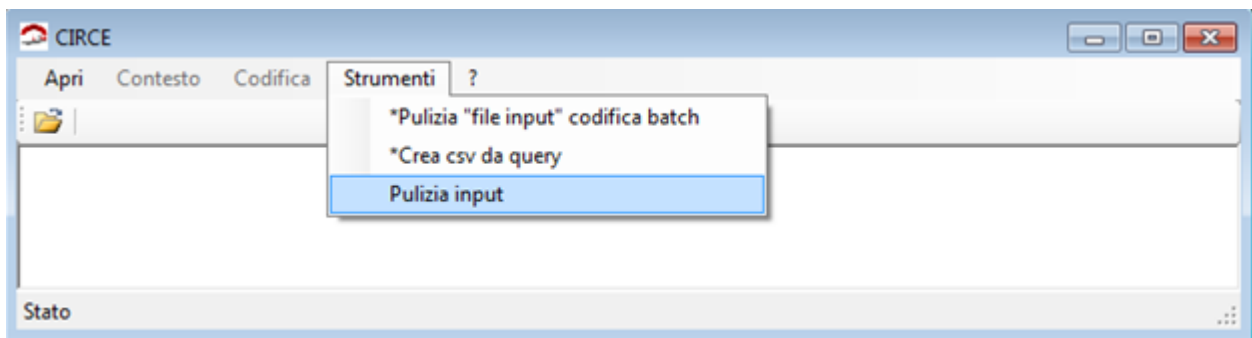 CIRCE
Apri Contesto Codifica Strumenti ?
*Pulizia "file input" codifica batch
*Crea csv da query
Pulizia input
Stato